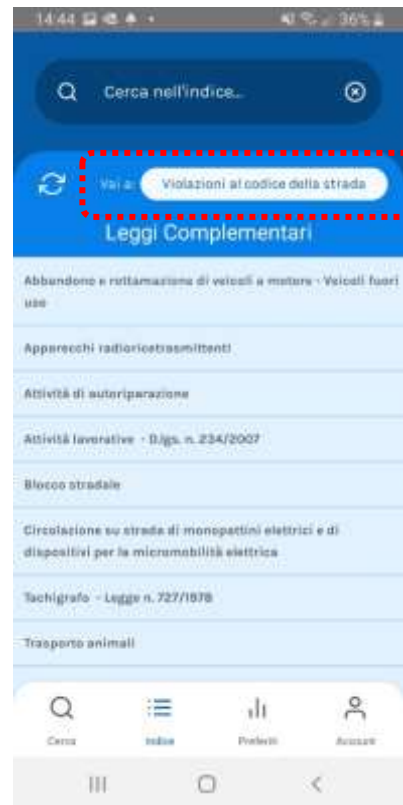 14:44 36%
Cerca nell'indice...
Vai a: Violazioni al codice della strada
Leggi Complementari
Abbandono e rottamazione di veicoli a motore - Veicoli fuori
uso
Apparecchi radioricetrasmittenti
Attività di autoriparazione
Attività lavorative - D.lgs. n. 234/2007
Blocco stradale
Circolazione su strada di monopattini elettrici e di
dispositivi per la micromobilità elettrica
Tachigrafo - Legge n. 727/1978
Trasporto animali
Cerca Indice Preferiti Account